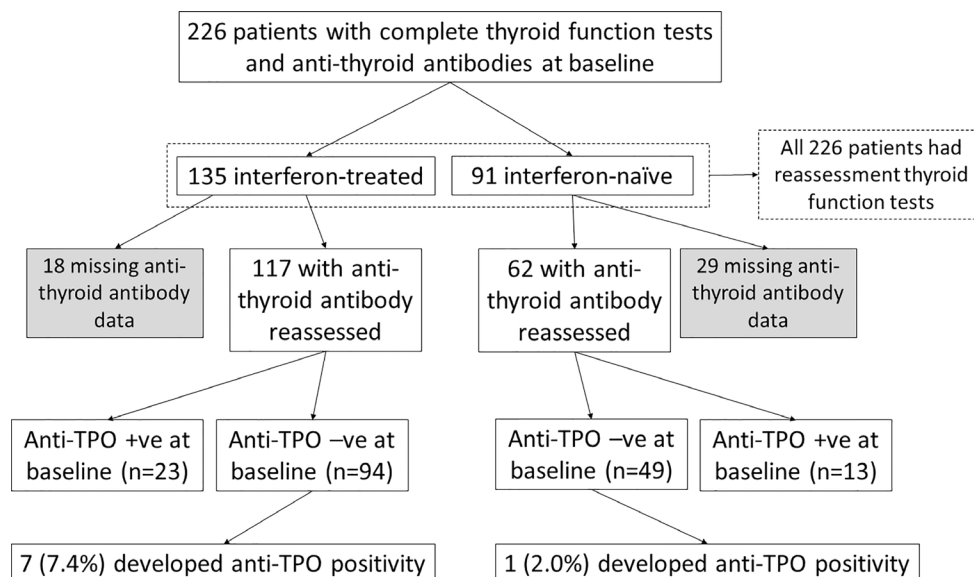 226 patients with complete thyroid function tests
and anti-thyroid antibodies at baseline
135 interferon-treated
91 interferon-naïve
All 226 patients had
reassessment thyroid
function tests
18 missing anti-
thyroid antibody
data
117 with anti-
thyroid antibody
reassessed
62 with anti-
thyroid antibody
reassessed
29 missing anti-
thyroid antibody
data
Anti-TPO +ve at
baseline (n=23)
Anti-TPO –ve at
baseline (n=94)
Anti-TPO –ve at
baseline (n=49)
Anti-TPO +ve at
baseline (n=13)
7 (7.4%) developed anti-TPO positivity
1 (2.0%) developed anti-TPO positivity